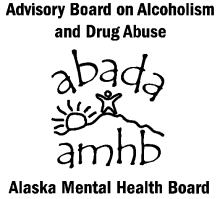 Advisory Board on Alcoholism
and Drug Abuse
abada
amhb
Alaska Mental Health Board